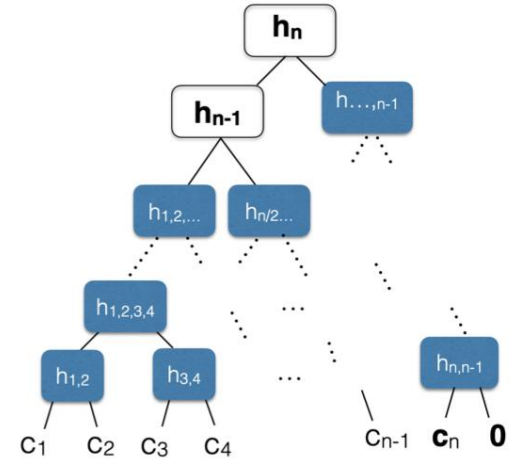 hn
hn-1
h...,n-1
h1,2,...
hn/2...
h1,2,3,4
h1,2
h3,4
hn,n-1
C1 C2 C3 C4 Cn-1 cn 0